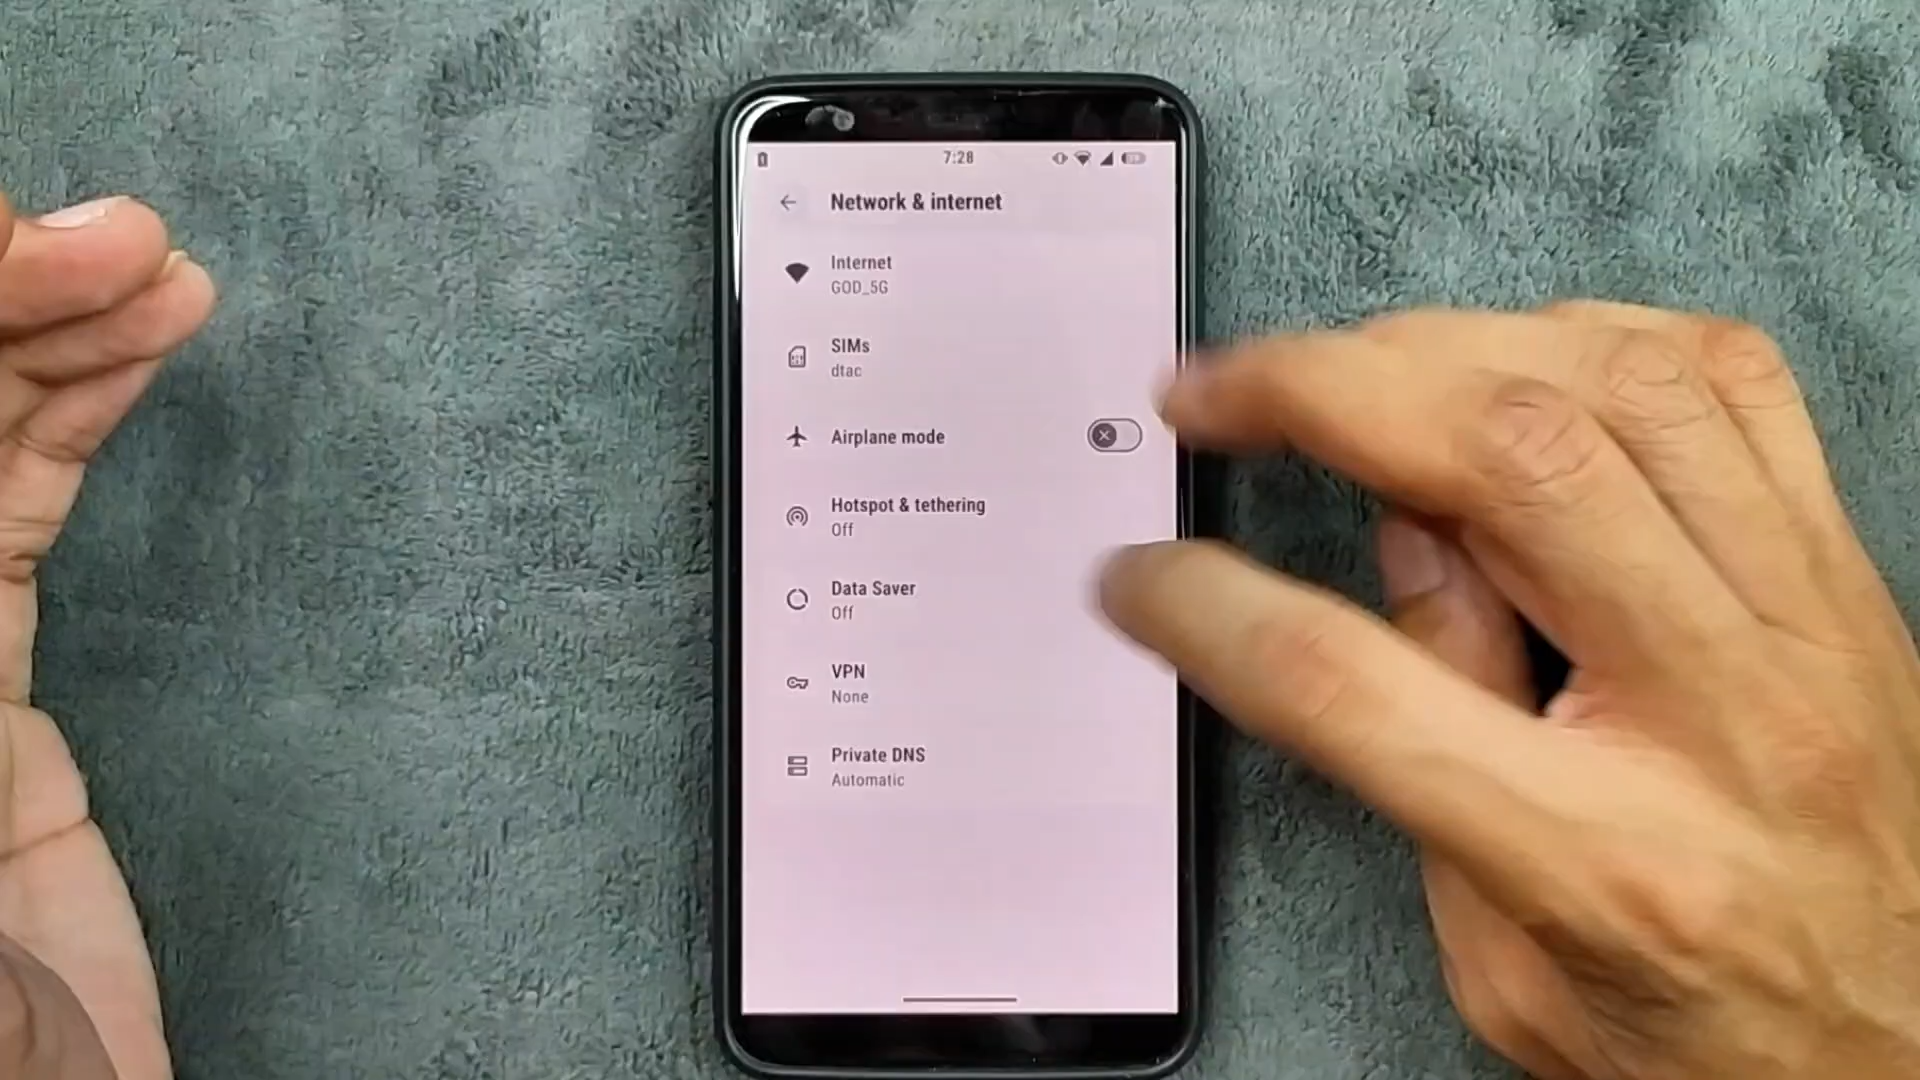 7:28
Network & internet
Internet
GOD_5G
SIMs
dtac
Airplane mode
Hotspot & tethering
Off
Data Saver
Off
VPN
None
Private DNS
Automatic